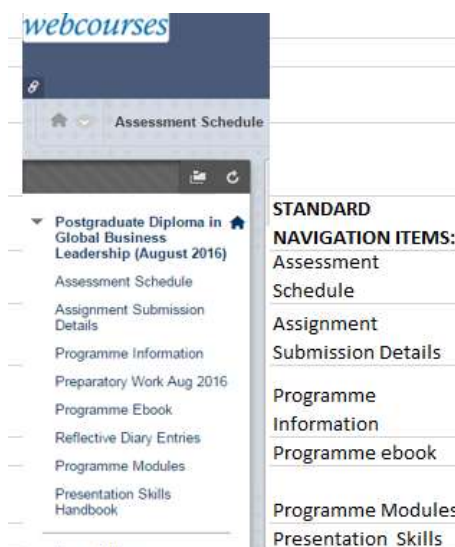 webcourses
Assessment Schedule
Postgraduate Diploma in
Global Business
Leadership (August 2016)
Assessment Schedule
Assignment Submission
Details
Programme Information
Preparatory Work Aug 2016
Programme Ebook
Reflective Diary Entries
Programme Modules
Presentation Skills
Handbook
STANDARD
NAVIGATION ITEMS:
Assessment
Schedule
Assignment
Submission Details
Programme
Information
Programme ebook
Programme Modules
Presentation Skills